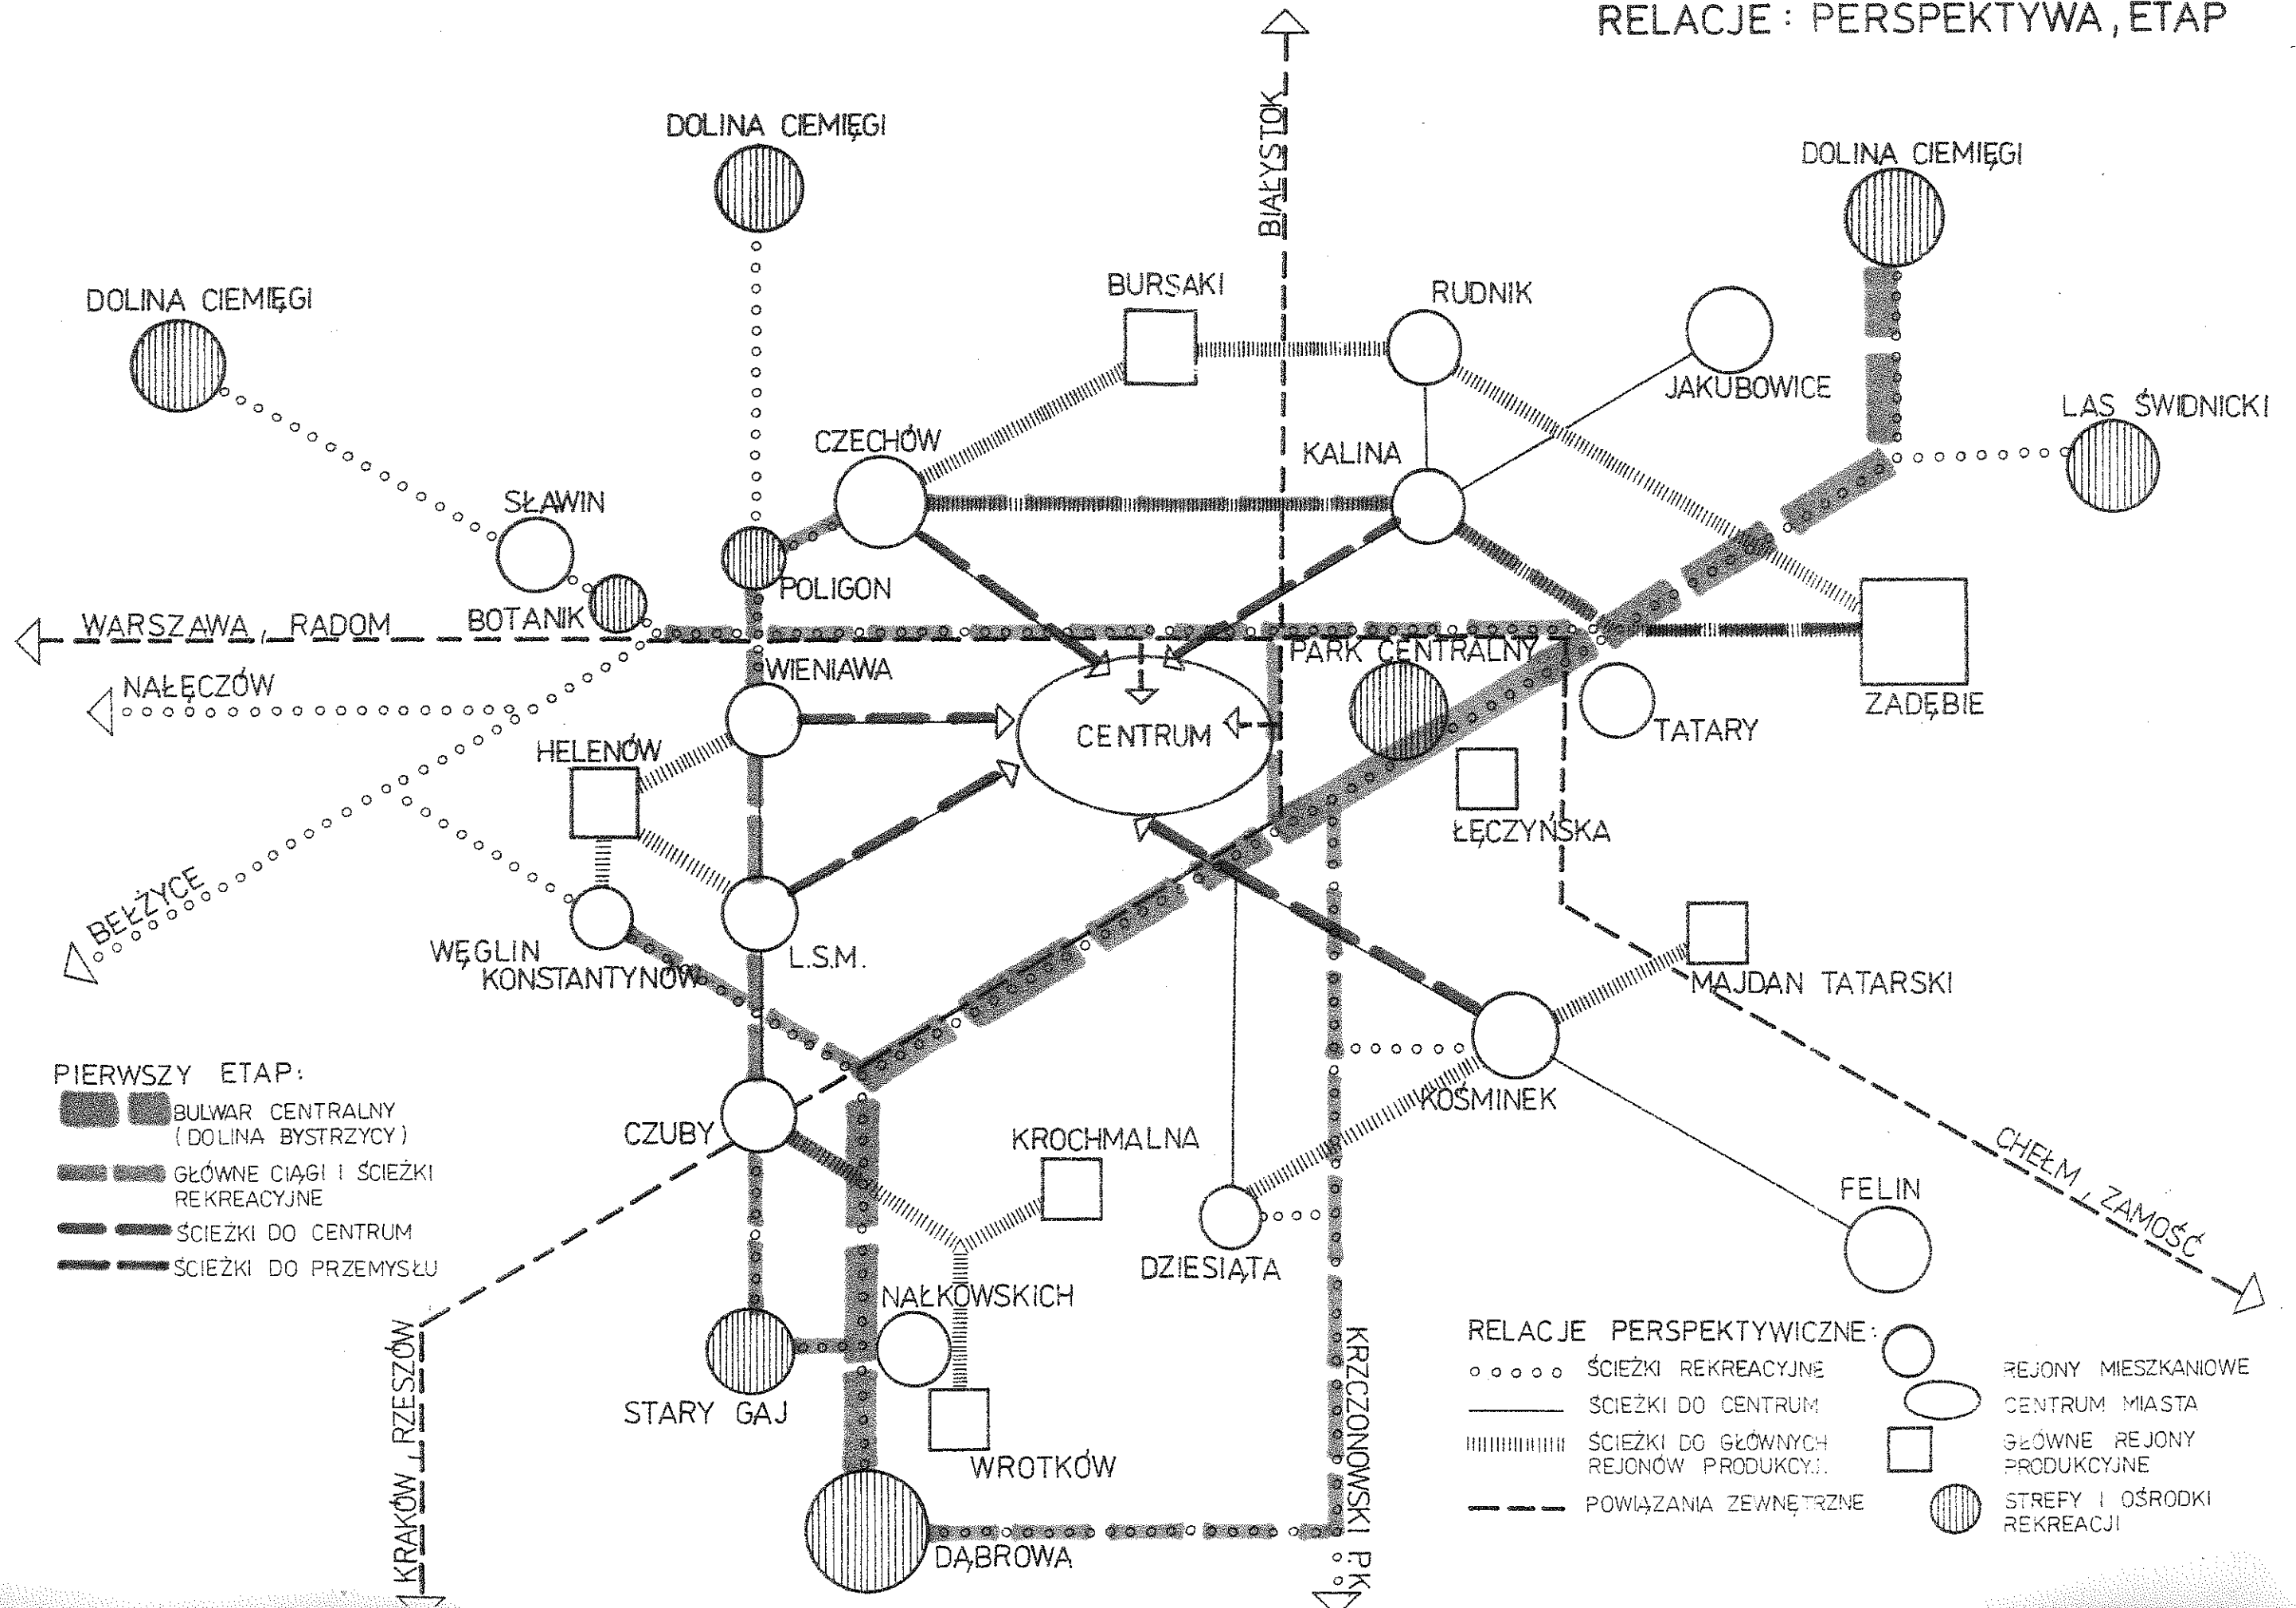 RELACJE : PERSPEKTYWA, ETAP
BIAŁYSTOK
DOLINA CIEMIĘGI
DOLINA CIEMIĘGI
DOLINA CIEMIĘGI
BURSAKI
RUDNIK
JAKUBOWICE
LAS ŚWIDNICKI
CZECHÓW
KALINA
SŁAWIN
POLIGON
BOTANIK
WARSZAWA, RADOM
PARK CENTRALNY
WIENIAWA
NAŁĘCZÓW
CENTRUM
ZADĘBIE
TATARY
HELENÓW
ŁĘCZYŃSKA
BEŁŻYCE
WĘGLIN
KONSTANTYNÓW
L.S.M.
MAJDAN TATARSKI
KOŚMINEK
CZUBY
KROCHMALNA
CHEŁM, ZAMOŚĆ
FELIN
DZIESIĄTA
NAŁKOWSKICH
STARY GAJ
WROTKÓW
DĄBROWA
KRAKÓW, RZESZÓW
KRZCZONOWSKI P.K.
PIERWSZY ETAP:
BULWAR CENTRALNY
(DOLINA BYSTRZYCY)
GŁÓWNE CIĄGI I ŚCIEŻKI
REKREACYJNE
ŚCIEŻKI DO CENTRUM
ŚCIEŻKI DO PRZEMYSŁU
RELACJE PERSPEKTYWICZNE:
ŚCIEŻKI REKREACYJNE
ŚCIEŻKI DO CENTRUM
ŚCIEŻKI DO GŁÓWNYCH
REJONÓW PRODUKCYJ.
POWIĄZANIA ZEWNĘTRZNE
REJONY MIESZKANIOWE
CENTRUM MIASTA
GŁÓWNE REJONY
PRODUKCYJNE
STREFY I OŚRODKI
REKREACJI